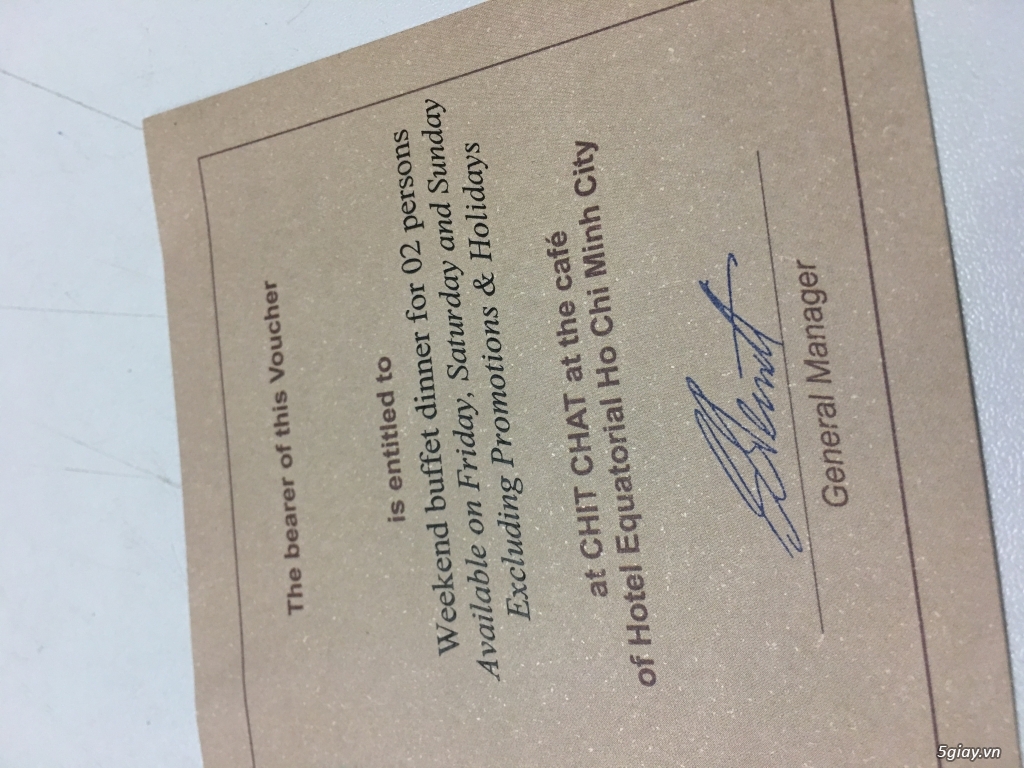 The bearer of this Voucher
is entitled to
Weekend buffet dinner for 02 persons
Available on Friday, Saturday and Sunday
Excluding Promotions & Holidays
at CHIT CHAT at the café
of Hotel Equatorial Ho Chi Minh City
General Manager
5giay.vn